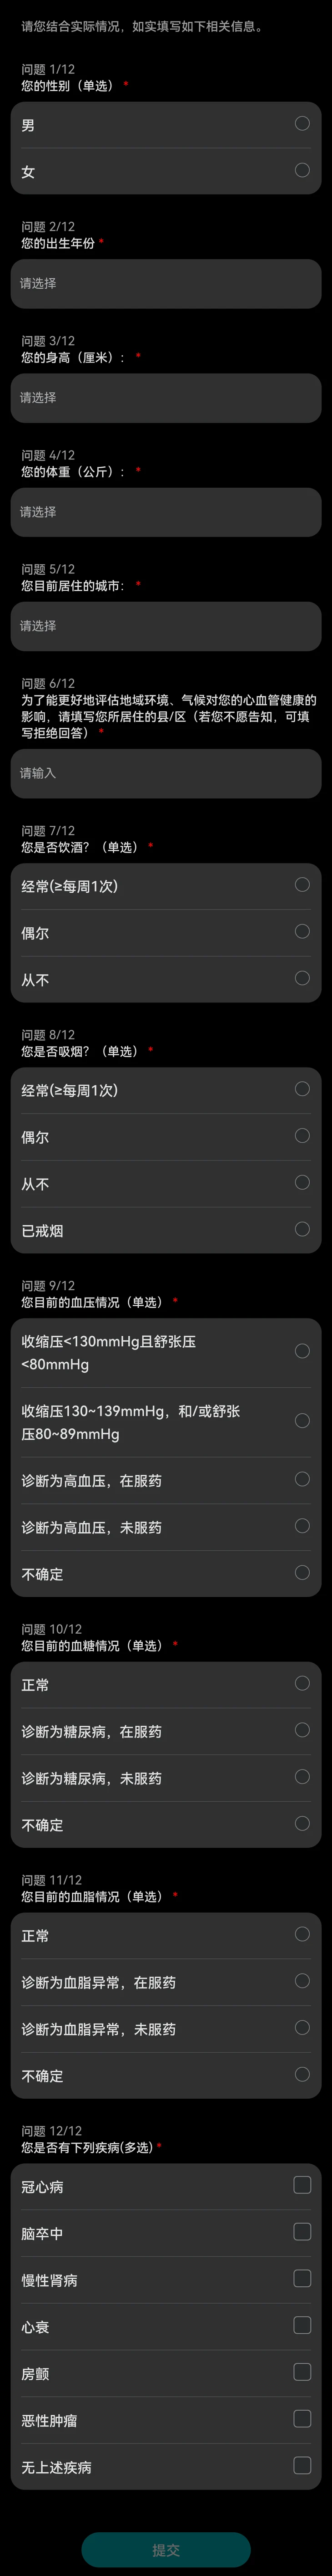 请您结合实际情况，如实填写如下相关信息。
问题 1/12
您的性别（单选） *
男
女
问题 2/12
您的出生年份 *
请选择
问题 3/12
您的身高（厘米）： *
请选择
问题 4/12
您的体重（公斤）： *
请选择
问题 5/12
您目前居住的城市： *
请选择
问题 6/12
为了能更好地评估地域环境、气候对您的心血管健康的
影响，请填写您所居住的县/区（若您不愿告知，可填
写拒绝回答） *
请输入
问题 7/12
您是否饮酒？（单选） *
经常(≥每周1次)
偶尔
从不
问题 8/12
您是否吸烟？（单选） *
经常(≥每周1次)
偶尔
从不
已戒烟
问题 9/12
您目前的血压情况（单选） *
收缩压<130mmHg且舒张压
<80mmHg
收缩压130~139mmHg，和/或舒张
压80~89mmHg
诊断为高血压，在服药
诊断为高血压，未服药
不确定
问题 10/12
您目前的血糖情况（单选） *
正常
诊断为糖尿病，在服药
诊断为糖尿病，未服药
不确定
问题 11/12
您目前的血脂情况（单选） *
正常
诊断为血脂异常，在服药
诊断为血脂异常，未服药
不确定
问题 12/12
您是否有下列疾病(多选) *
冠心病
脑卒中
慢性肾病
心衰
房颤
恶性肿瘤
无上述疾病
提交